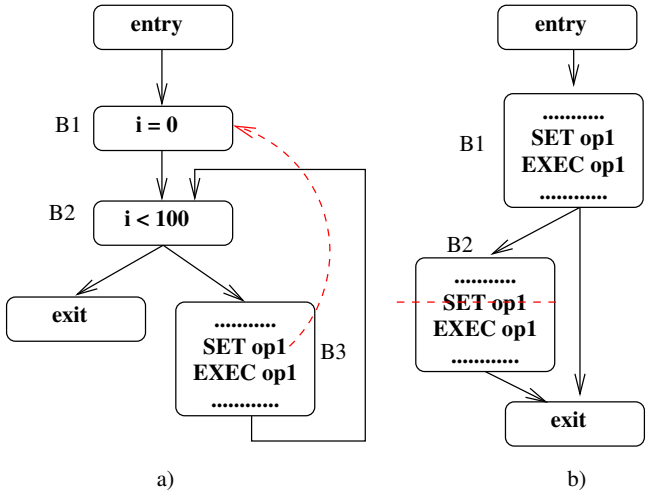 entry
B1
i = 0
B2
i < 100
exit
...........
SET op1
EXEC op1
............
B3
a)
entry
B1
...........
SET op1
EXEC op1
............
B2
...........
SET op1
EXEC op1
............
exit
b)